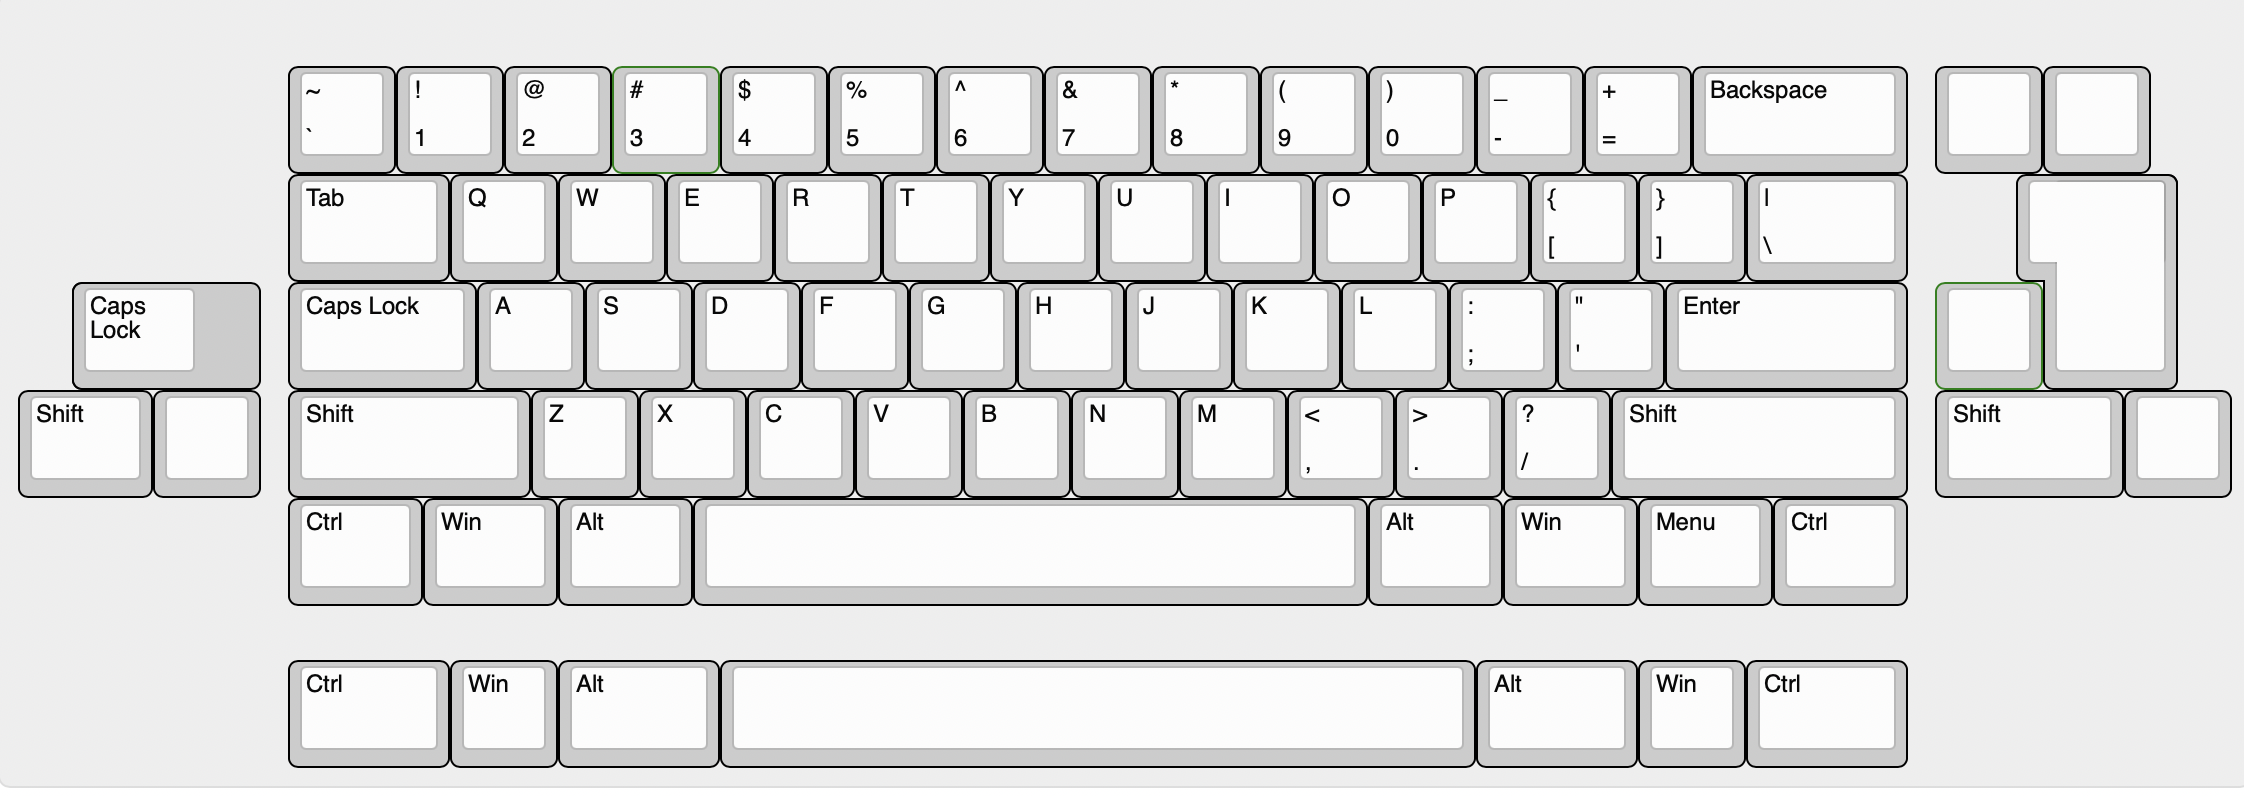 ~ ! @ # $ % ^ & * ( ) _ + Backspace
` 1 2 3 4 5 6 7 8 9 0 - =
Tab Q W E R T Y U I O P { } |
[ ] \
Caps Lock
Caps Lock A S D F G H J K L : " Enter
; '
Shift
Shift Z X C V B N M < > ? Shift
, . /
Shift
Ctrl Win Alt Alt Win Menu Ctrl
Ctrl Win Alt Alt Win Ctrl